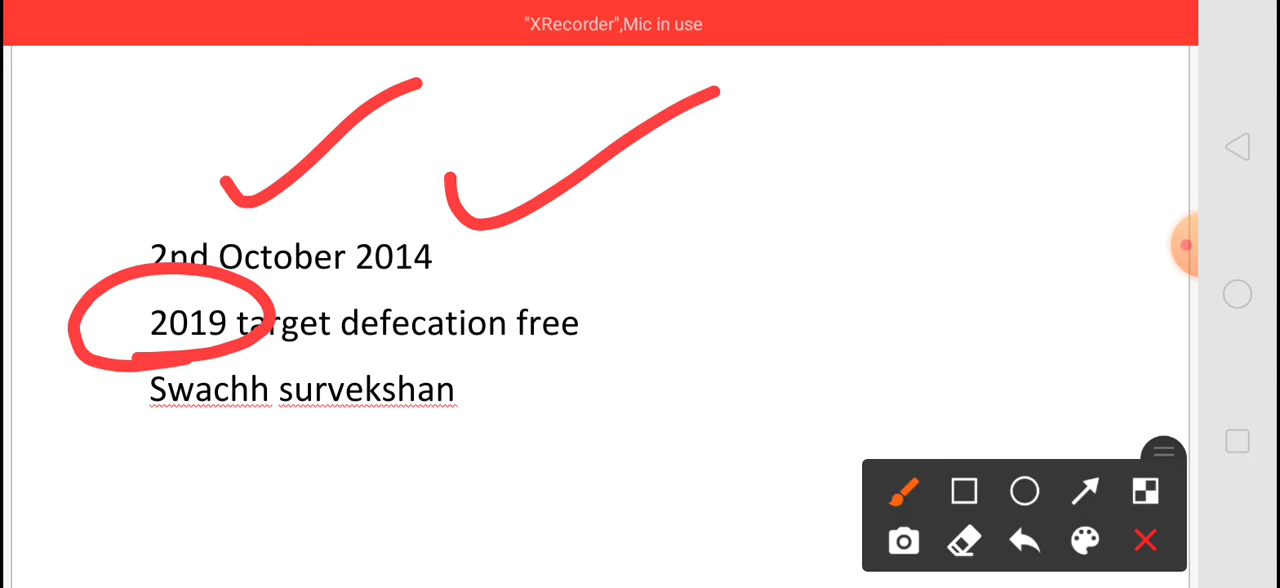 "XRecorder",Mic in use
2nd October 2014
2019 target defecation free
Swachh survekshan